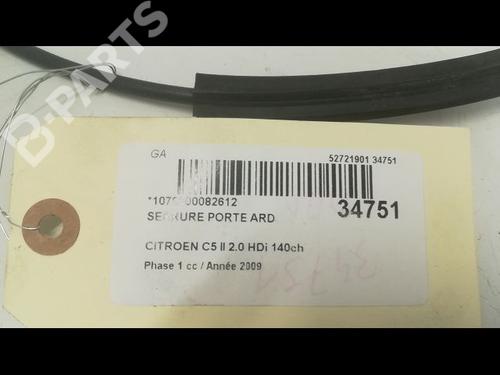 B-PARTS
GA
52721901 34751
SERRURE PORTE ARD
34751
CITROEN C5 II 2.0 HDi 140ch
Phase 1 cc / Année 2009
34751